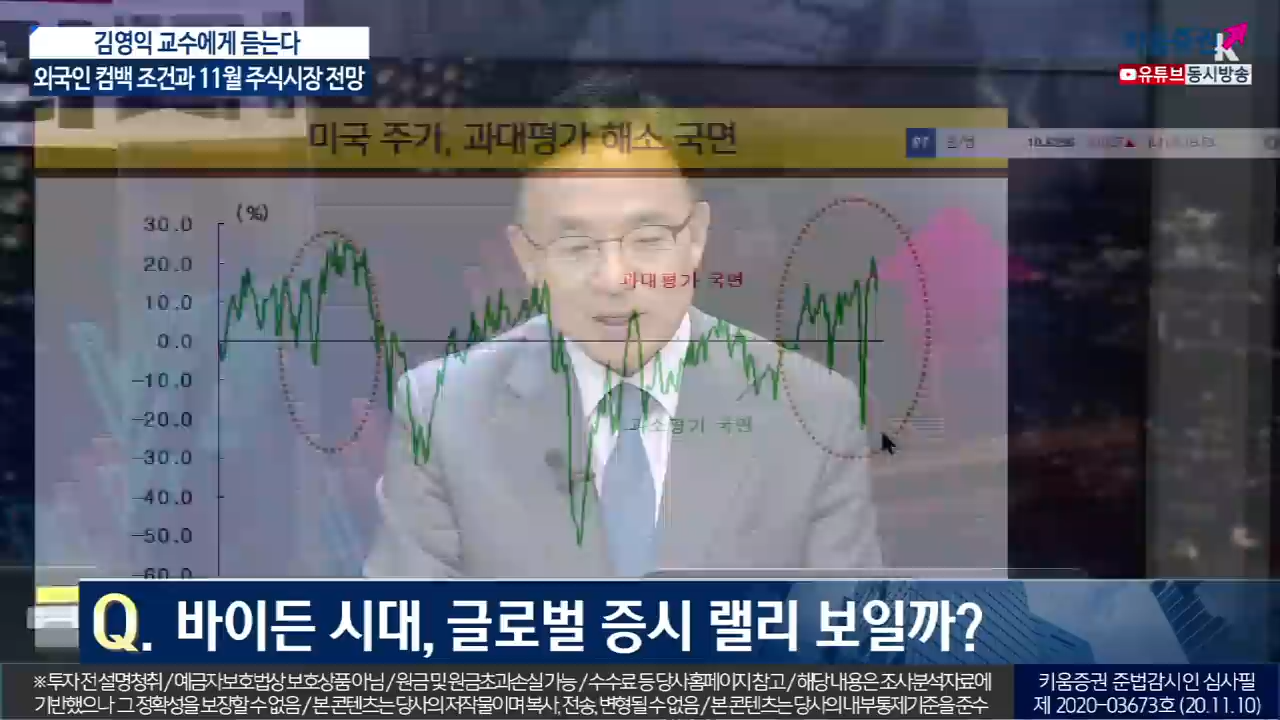 김영익 교수에게 듣는다
외국인 컴백 조건과 11월 주식시장 전망
키움증권
유튜브 동시방송
미국 주가, 과대평가 해소 국면
(%)
30.0
20.0
10.0
0.0
-10.0
-20.0
-30.0
-40.0
-50.0
-60.0
과대평가 국면
과소평가 국면
Q. 바이든 시대, 글로벌 증시 랠리 보일까?
※ 투자 전 설명청취 / 예금자보호법상 보호상품 아님 / 원금 및 원금초과손실 가능 / 수수료 등 당사홈페이지 참고 / 해당 내용은 조사분석자료에
기반했으나 그 정확성을 보장할 수 없음 / 본 콘텐츠는 당사의 저작물이며 복사, 전송, 변형될 수 없음 / 본 콘텐츠는 당사의 내부통제기준을 준수
키움증권 준법감시인 심사필
제 2020-03673호 (20.11.10)